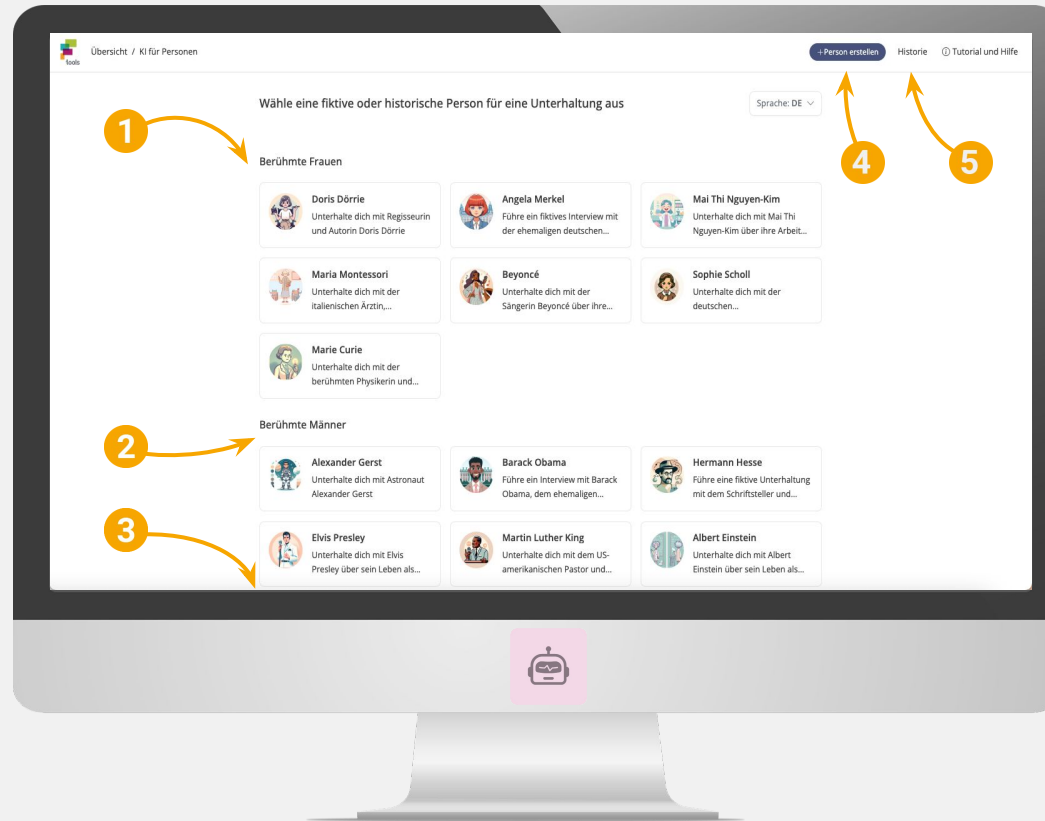 tools
Übersicht / KI für Personen
+Person erstellen
Historie
Tutorial und Hilfe
Wähle eine fiktive oder historische Person für eine Unterhaltung aus
Sprache: DE
1
4
5
Berühmte Frauen
Doris Dörrie
Unterhalte dich mit Regisseurin
und Autorin Doris Dörrie
Angela Merkel
Führe ein fiktives Interview mit
der ehemaligen deutschen...
Mai Thi Nguyen-Kim
Unterhalte dich mit Mai Thi
Nguyen-Kim über ihre Arbeit...
Maria Montessori
Unterhalte dich mit der
italienischen Ärztin,...
Beyoncé
Unterhalte dich mit der
Sängerin Beyoncé über ihre...
Sophie Scholl
Unterhalte dich mit der
deutschen...
Marie Curie
Unterhalte dich mit der
berühmten Physikerin und...
2
Berühmte Männer
Alexander Gerst
Unterhalte dich mit Astronaut
Alexander Gerst
Barack Obama
Führe ein Interview mit Barack
Obama, dem ehemaligen...
Hermann Hesse
Führe eine fiktive Unterhaltung
mit dem Schriftsteller und...
3
Elvis Presley
Unterhalte dich mit Elvis
Presley über sein Leben als...
Martin Luther King
Unterhalte dich mit dem US-
amerikanischen Pastor und...
Albert Einstein
Unterhalte dich mit Albert
Einstein über sein Leben als...